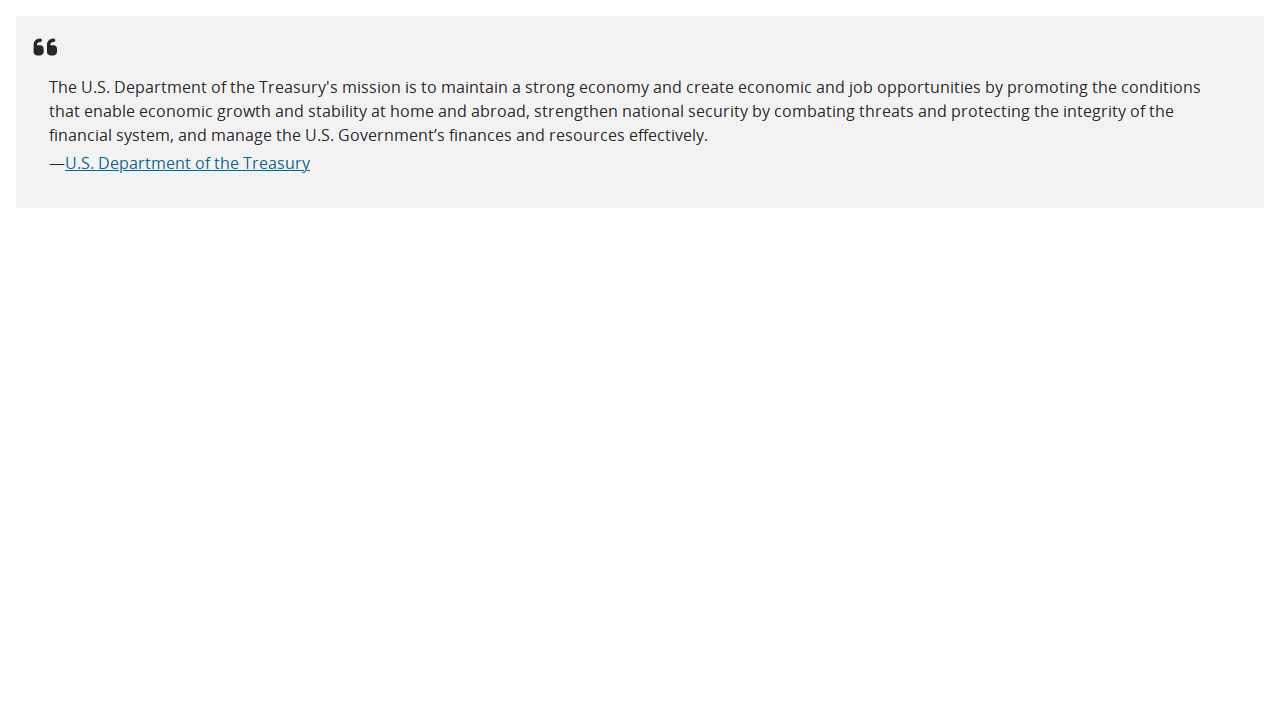 The U.S. Department of the Treasury's mission is to maintain a strong economy and create economic and job opportunities by promoting the conditions
that enable economic growth and stability at home and abroad, strengthen national security by combating threats and protecting the integrity of the
financial system, and manage the U.S. Government’s finances and resources effectively.
—U.S. Department of the Treasury